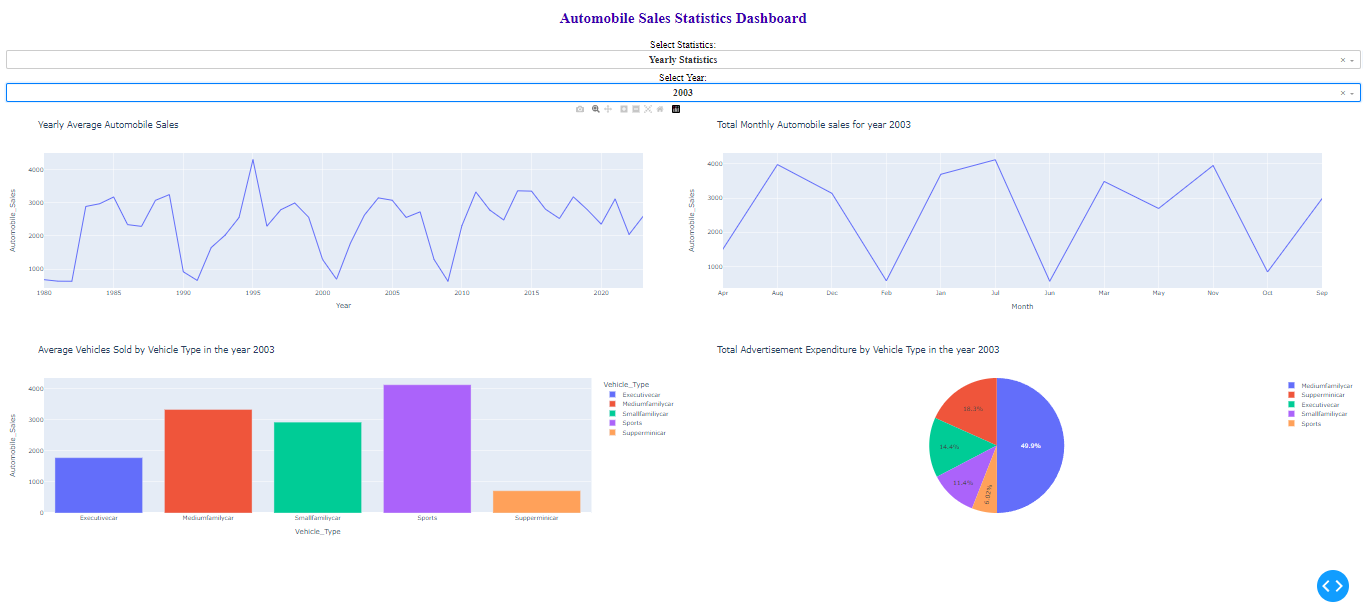 Automobile Sales Statistics Dashboard
Select Statistics:
Yearly Statistics
× 
Select Year:
2003
×
Yearly Average Automobile Sales
Automobile_Sales
4000
3000
2000
1000
1980 1985 1990 1995 2000 2005 2010 2015 2020
Year
Total Monthly Automobile sales for year 2003
Automobile_Sales
4000
3000
2000
1000
Apr Aug Dec Feb Jan Jul Jun Mar May Nov Oct Sep
Month
Average Vehicles Sold by Vehicle Type in the year 2003
Automobile_Sales
4000
3000
2000
1000
0
Executivecar Mediumfamilycar Smallfamiliycar Sports Supperminicar
Vehicle_Type
Vehicle_Type
Executivecar
Mediumfamilycar
Smallfamiliycar
Sports
Supperminicar
Total Advertisement Expenditure by Vehicle Type in the year 2003
49.9%
18.3%
14.4%
11.4%
6.02%
Mediumfamilycar
Supperminicar
Executivecar
Smallfamiliycar
Sports